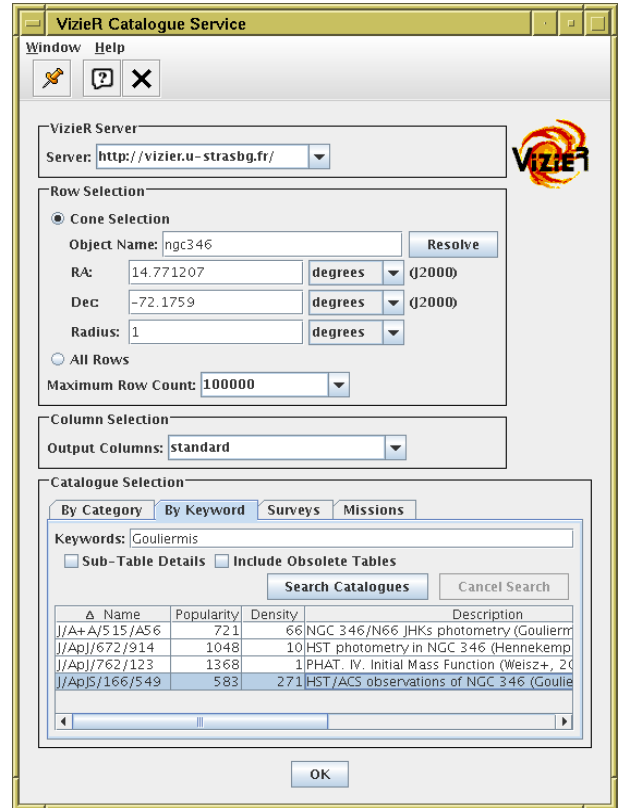 VizieR Catalogue Service
Window Help
VizieR Server
Server: http://vizier.u-strasbg.fr/
VizieR
Row Selection
Cone Selection
Object Name: ngc346 Resolve
RA: 14.771207 degrees (J2000)
Dec: -72.1759 degrees (J2000)
Radius: 1 degrees
All Rows
Maximum Row Count: 100000
Column Selection
Output Columns: standard
Catalogue Selection
By Category By Keyword Surveys Missions
Keywords: Gouliermis
Sub-Table Details Include Obsolete Tables
Search Catalogues Cancel Search
Δ Name Popularity Density Description
J/A+A/515/A56 721 66 NGC 346/N66 JHKs photometry (Goulierm
J/ApJ/672/914 1048 10 HST photometry in NGC 346 (Hennekemp
J/ApJ/762/123 1368 1 PHAT. IV. Initial Mass Function (Weisz+, 20
J/ApJS/166/549 583 271 HST/ACS observations of NGC 346 (Goulie
OK